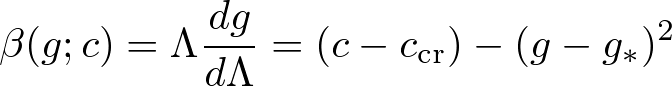 β(g; c) = Λ dg/dΛ = (c − c_cr) − (g − g_*)²